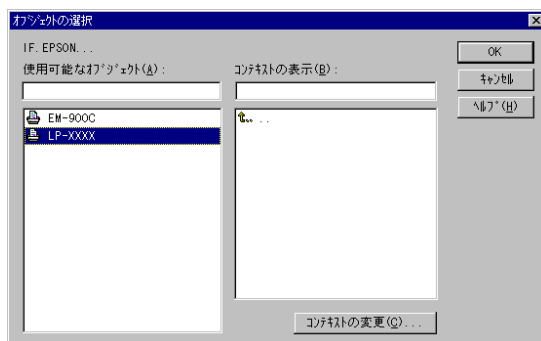 ｵﾌﾞｼﾞｪｸﾄの選択
IF.EPSON...
使用可能なｵﾌﾞｼﾞｪｸﾄ(A):
ｺﾝﾃｷｽﾄの表示(B):
OK
ｷｬﾝｾﾙ
ﾍﾙﾌﾟ(H)
EM-900C
LP-XXXX
..
ｺﾝﾃｷｽﾄの変更(C)...